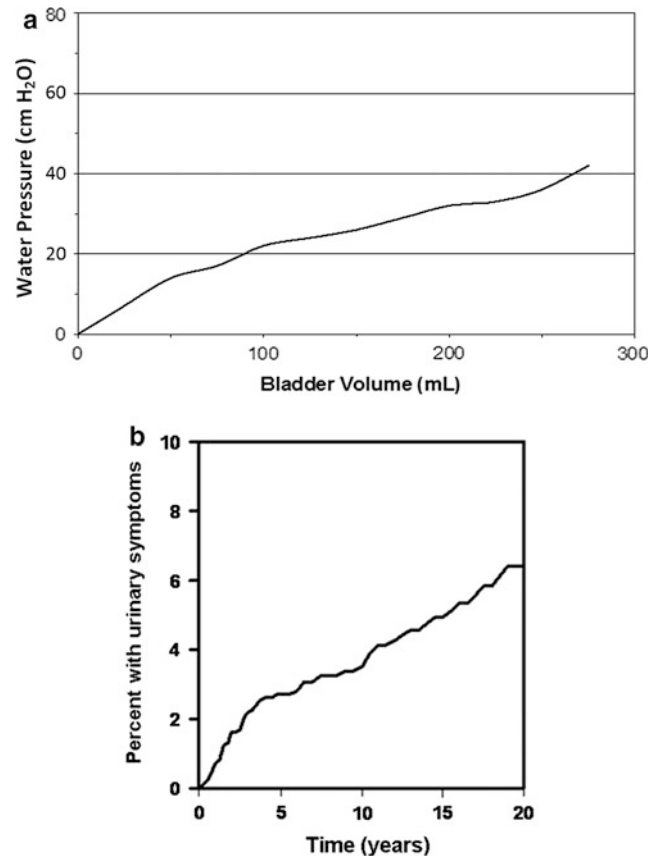 a
80
60
40
20
0
Water Pressure (cm H₂O)
0 100 200 300
Bladder Volume (mL)
b
10
8
6
4
2
0
Percent with urinary symptoms
0 5 10 15 20
Time (years)